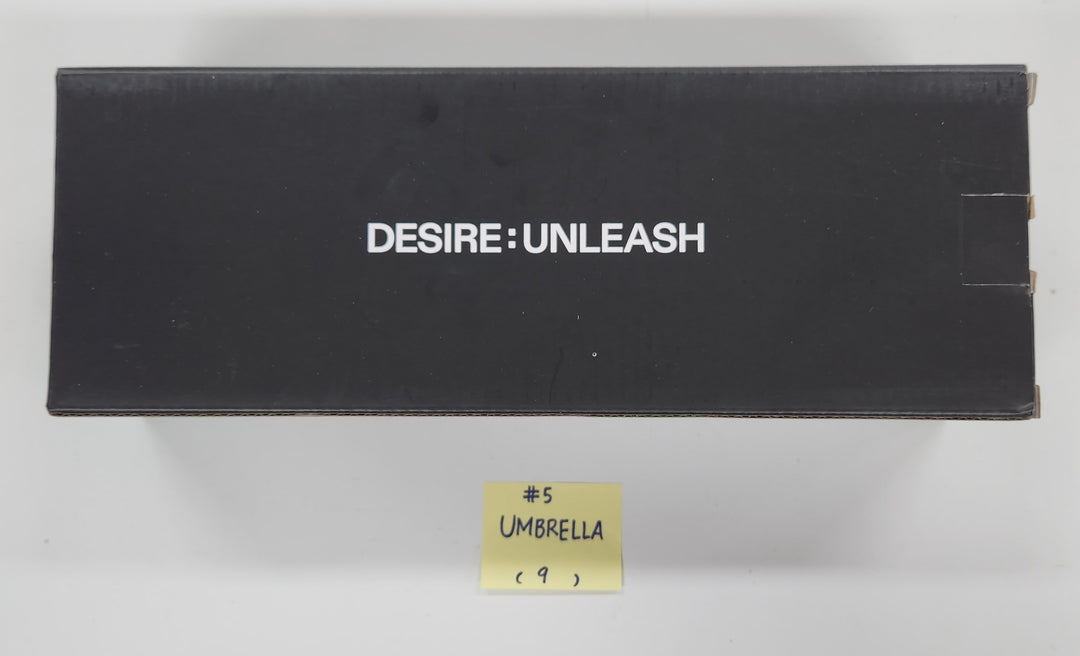 DESIRE:UNLEASH
#5
UMBRELLA
( 9 )